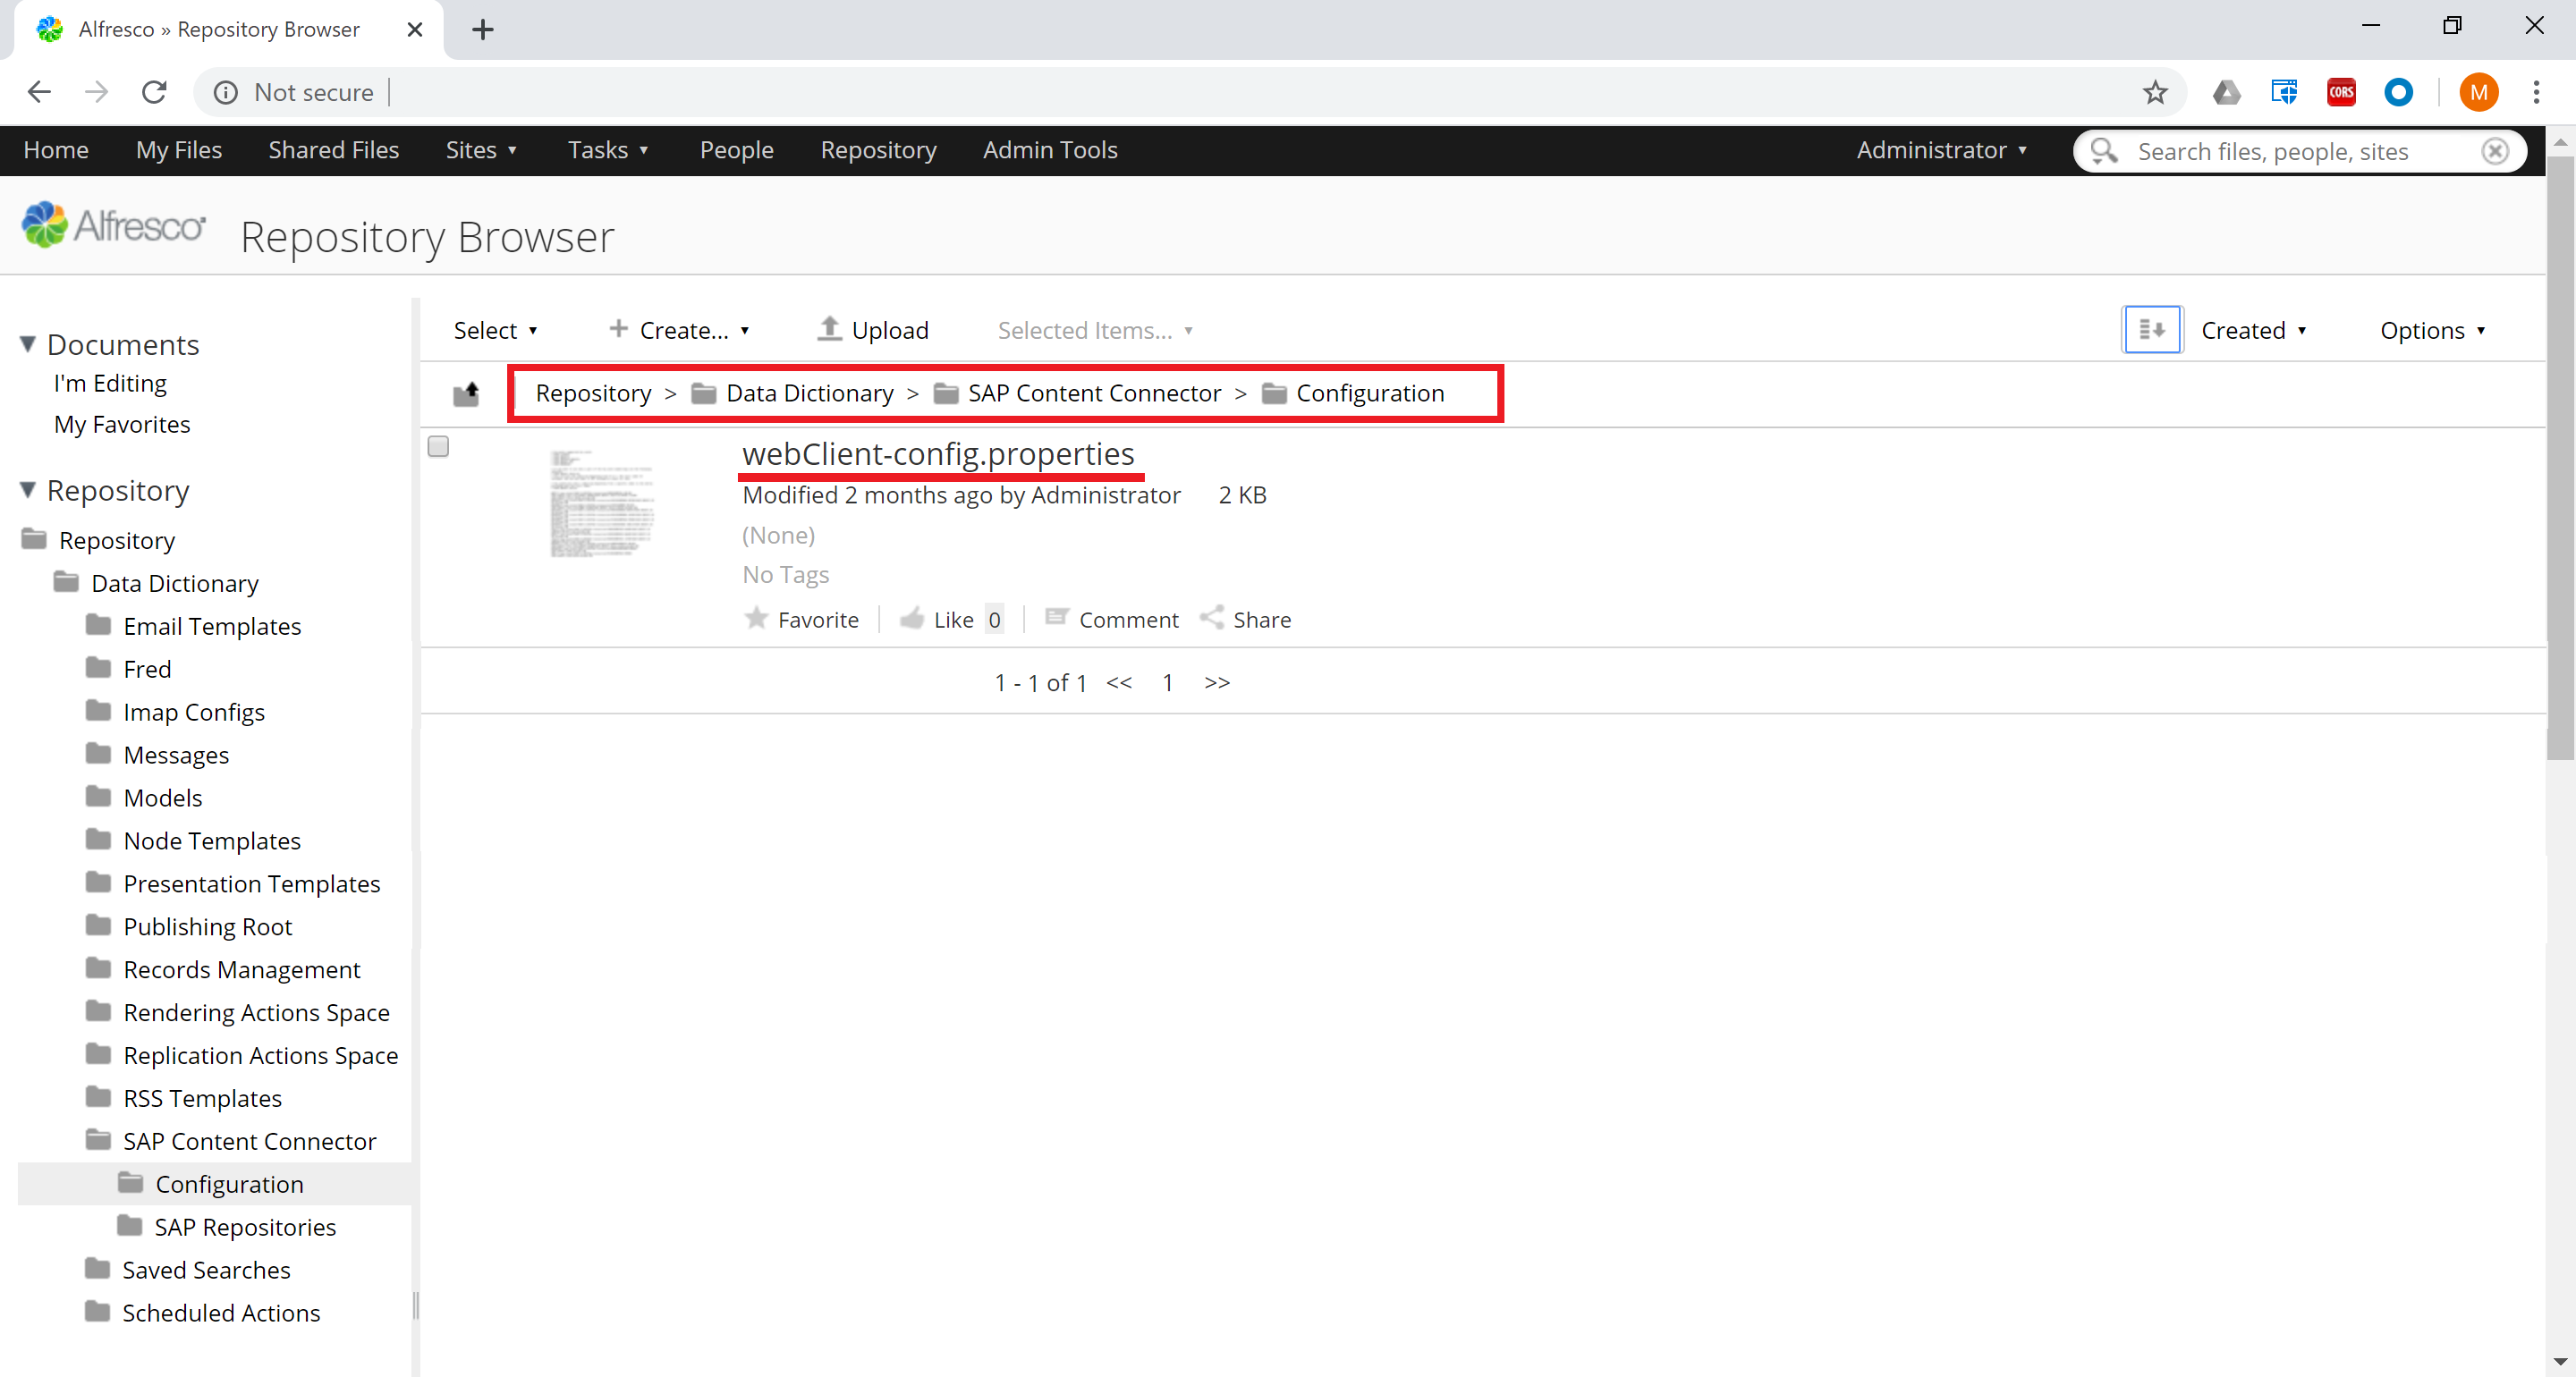 Alfresco » Repository Browser
Not secure
CORS
M
Home My Files Shared Files Sites Tasks People Repository Admin Tools Administrator Search files, people, sites
Alfresco
Repository Browser
Documents
I'm Editing
My Favorites
Repository
Repository
Data Dictionary
Email Templates
Fred
Imap Configs
Messages
Models
Node Templates
Presentation Templates
Publishing Root
Records Management
Rendering Actions Space
Replication Actions Space
RSS Templates
SAP Content Connector
Configuration
SAP Repositories
Saved Searches
Scheduled Actions
Select Create... Upload Selected Items... Created Options
Repository > Data Dictionary > SAP Content Connector > Configuration
webClient-config.properties
Modified 2 months ago by Administrator 2 KB
(None)
No Tags
Favorite Like 0 Comment Share
1 - 1 of 1 << 1 >>